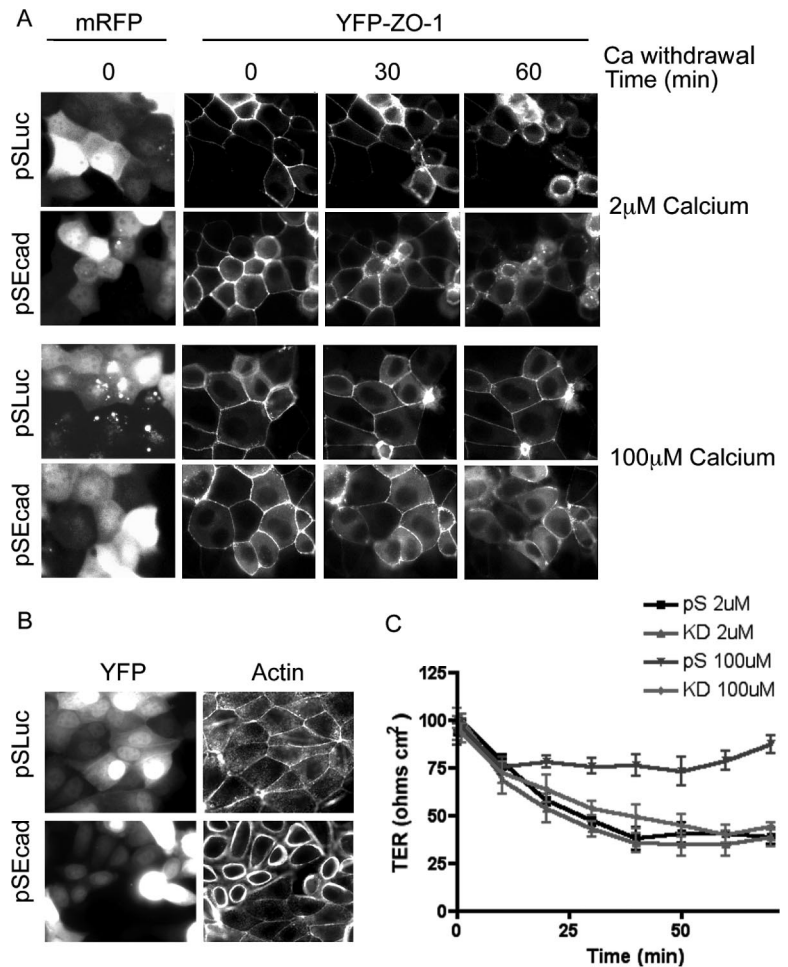 A
mRFP
YFP-ZO-1
0
0
30
60
Ca withdrawal
Time (min)
pSLuc
pSEcad
2μM Calcium
pSLuc
pSEcad
100μM Calcium
B
YFP
Actin
pSLuc
pSEcad
C
pS 2uM
KD 2uM
pS 100uM
KD 100uM
TER (ohms cm²)
125
100
75
50
25
0
0
25
50
Time (min)